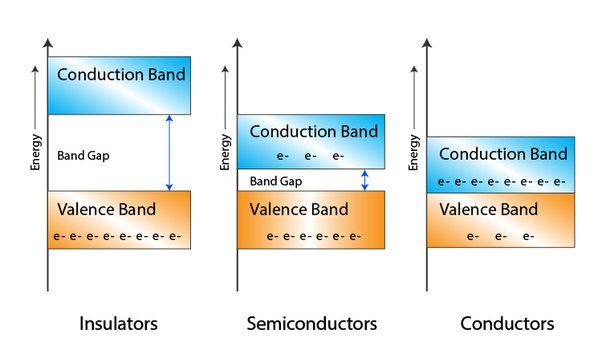 Energy
Conduction Band
Band Gap
Valence Band
e- e- e- e- e- e- e- e-
Insulators
Energy
Conduction Band
e- e- e-
Band Gap
Valence Band
e- e- e- e- e- e-
Semiconductors
Energy
Conduction Band
e- e- e- e- e- e- e- e-
Valence Band
e- e- e-
Conductors